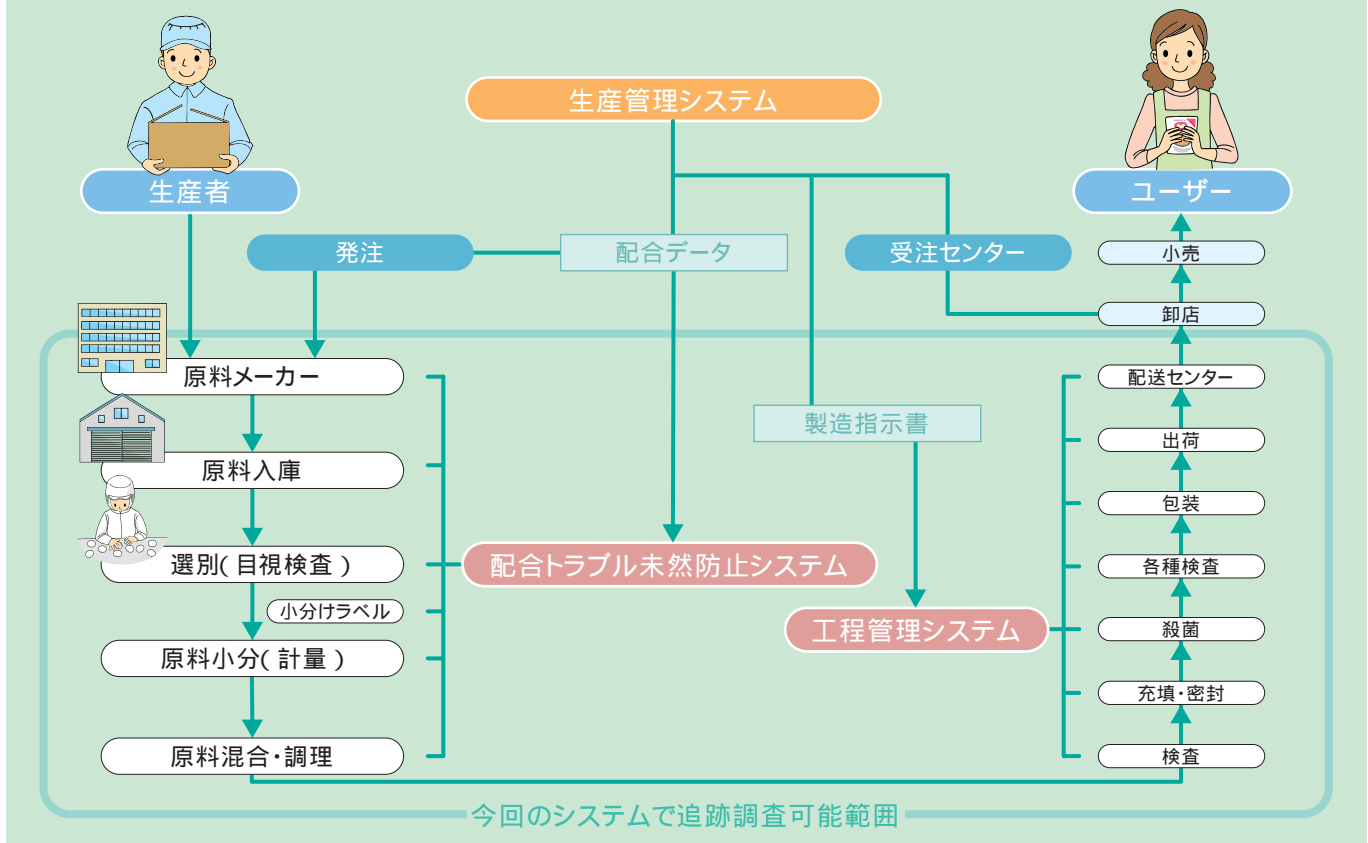 生産管理システム
生産者
ユーザー
発注
配合データ
受注センター
小売
卸店
原料メーカー
配送センター
製造指示書
出荷
原料入庫
包装
選別(目視検査)
配合トラブル未然防止システム
各種検査
小分けラベル
工程管理システム
殺菌
原料小分(計量)
充填・密封
原料混合・調理
検査
今回のシステムで追跡調査可能範囲